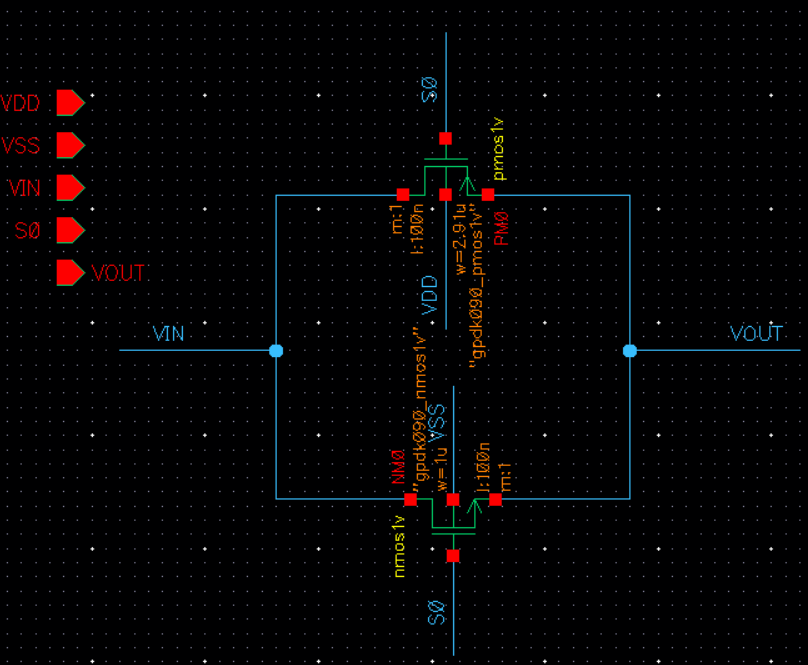 VDD
VSS
VIN
S0
VOUT
S0
pmos1v
m:1
l:100n
w=2.91u
"gpdk090_pmos1v"
PM0
VDD
VIN
VOUT
NM0
"gpdk090_nmos1v"
VSS
w=1u
l:100n
m:1
nmos1v
S0